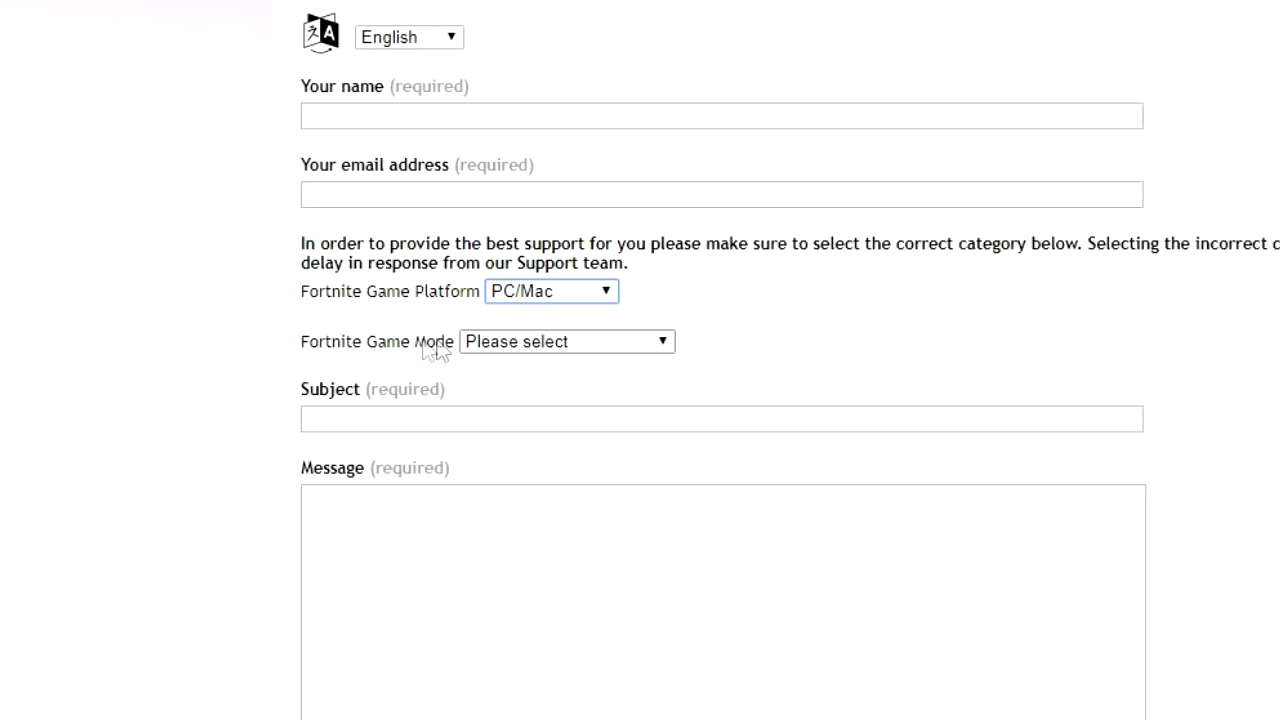 English
Your name (required)
Your email address (required)
In order to provide the best support for you please make sure to select the correct category below. Selecting the incorrect
delay in response from our Support team.
Fortnite Game Platform PC/Mac
Fortnite Game Mode Please select
Subject (required)
Message (required)